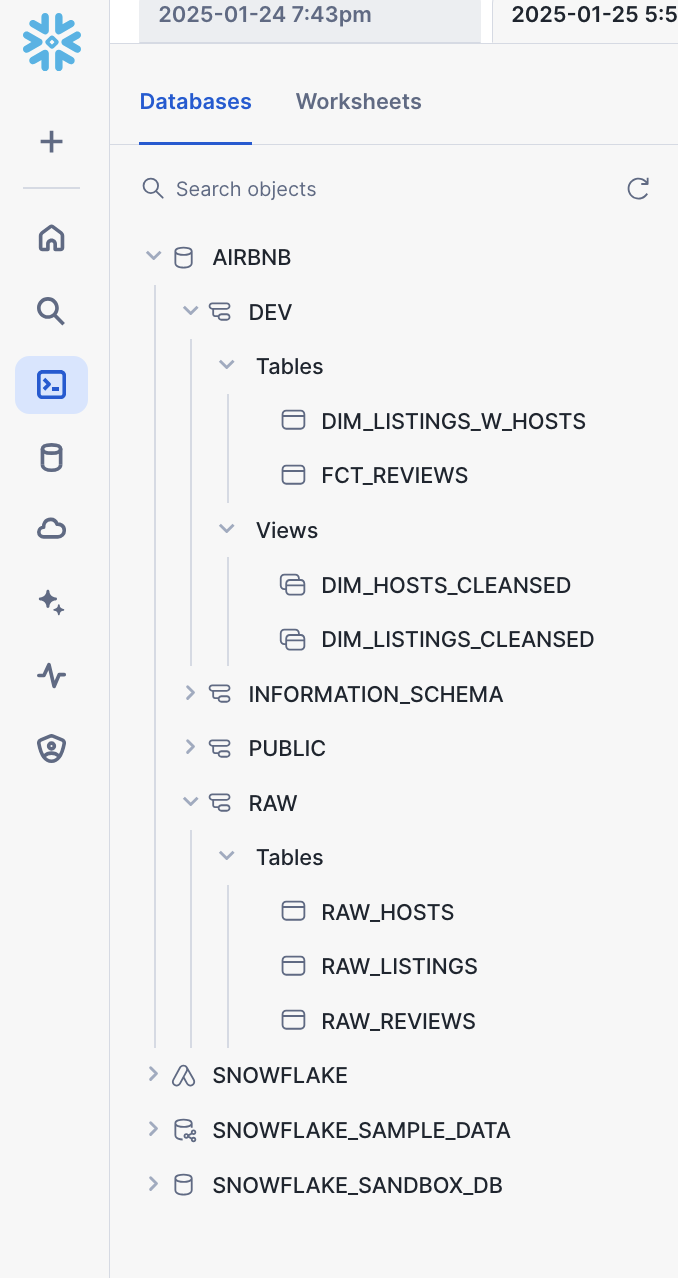 2025-01-24 7:43pm
2025-01-25 5:5
Databases
Worksheets
Search objects
AIRBNB
DEV
Tables
DIM_LISTINGS_W_HOSTS
FCT_REVIEWS
Views
DIM_HOSTS_CLEANSED
DIM_LISTINGS_CLEANSED
INFORMATION_SCHEMA
PUBLIC
RAW
Tables
RAW_HOSTS
RAW_LISTINGS
RAW_REVIEWS
SNOWFLAKE
SNOWFLAKE_SAMPLE_DATA
SNOWFLAKE_SANDBOX_DB